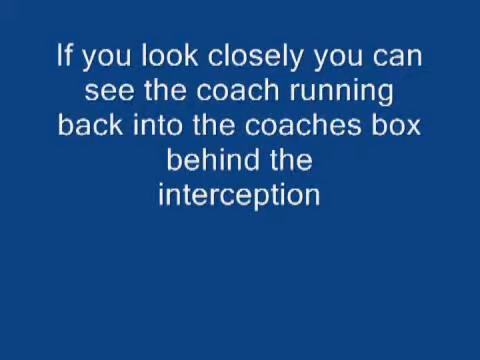 If you look closely you can
see the coach running
back into the coaches box
behind the
interception